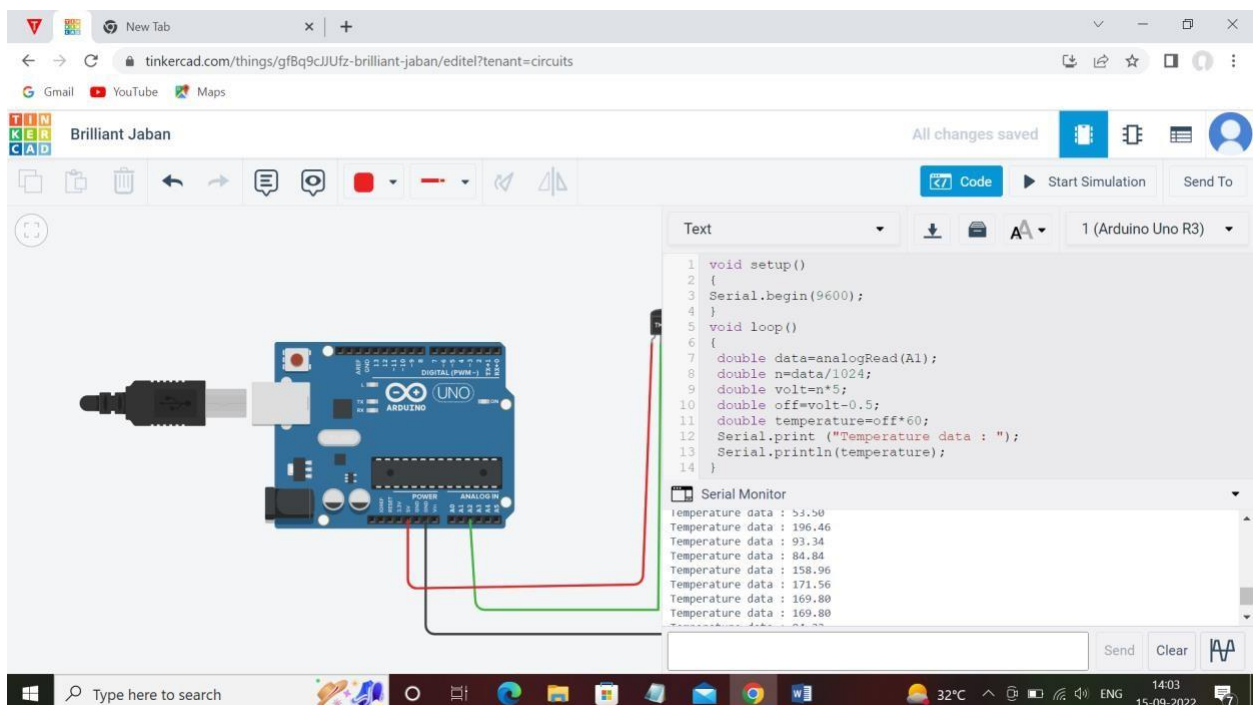 New Tab
tinkercad.com/things/gfBq9cJJUfz-brilliant-jaban/editel?tenant=circuits
Gmail YouTube Maps
TIN
KER
CAD
Brilliant Jaban
All changes saved
Code Start Simulation Send To
Text
1 (Arduino Uno R3)
1 void setup()
2 {
3 Serial.begin(9600);
4 }
5 void loop()
6 {
7 double data=analogRead(A1);
8 double n=data/1024;
9 double volt=n*5;
10 double off=volt-0.5;
11 double temperature=off*60;
12 Serial.print ("Temperature data : ");
13 Serial.println(temperature);
14 }
DIGITAL (PWM~)
UNO
ARDUINO
ON
POWER ANALOG IN
Serial Monitor
Temperature data : 53.50
Temperature data : 196.46
Temperature data : 93.34
Temperature data : 84.84
Temperature data : 158.96
Temperature data : 171.56
Temperature data : 169.80
Temperature data : 169.80
Send Clear
Type here to search
32°C ENG
14:03
15-09-2022